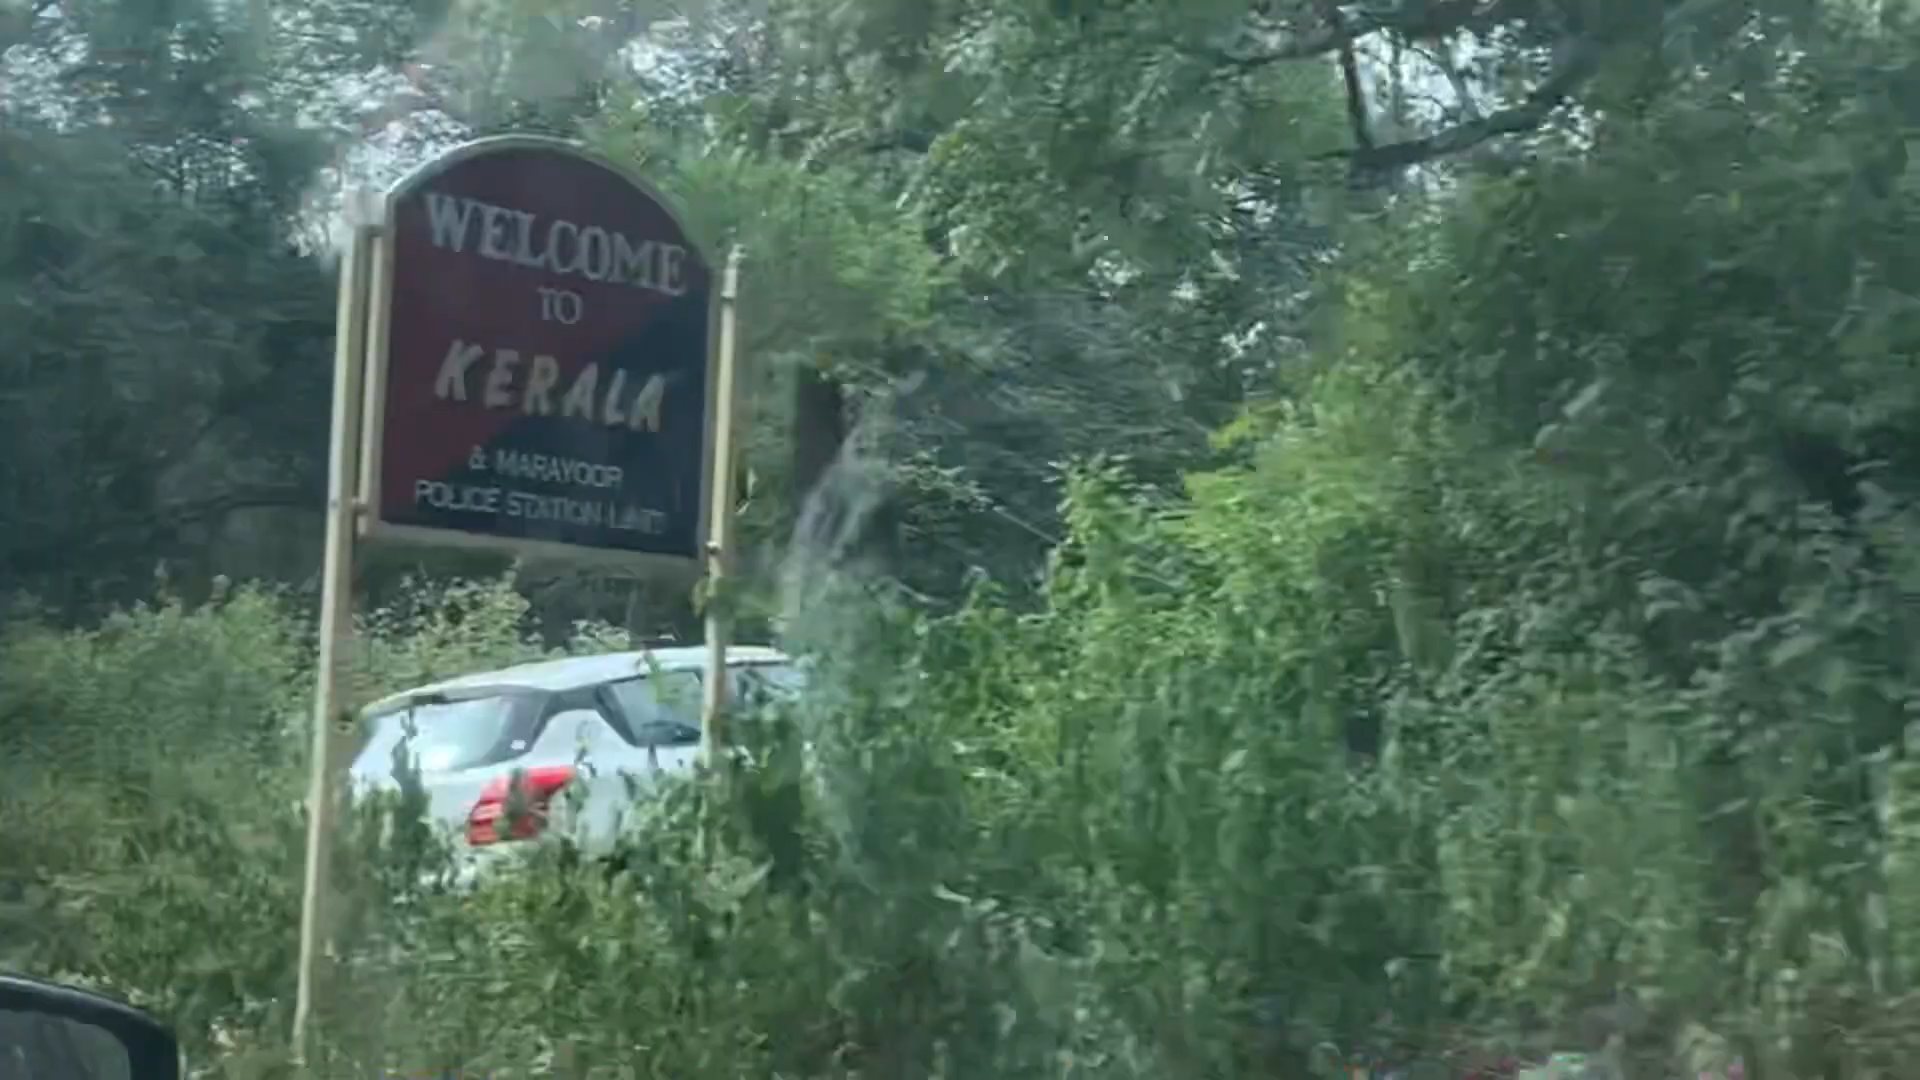 WELCOME
TO
KERALA
& MARAYOOR
POLICE STATION LIMIT